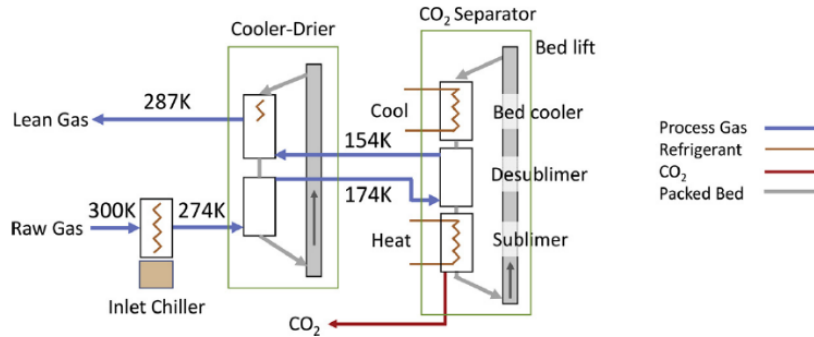 Cooler-Drier
CO₂ Separator
Bed lift
287K
Lean Gas
Cool
Bed cooler
154K
Desublimer
174K
300K
274K
Raw Gas
Heat
Sublimer
Inlet Chiller
CO₂
Process Gas
Refrigerant
CO₂
Packed Bed